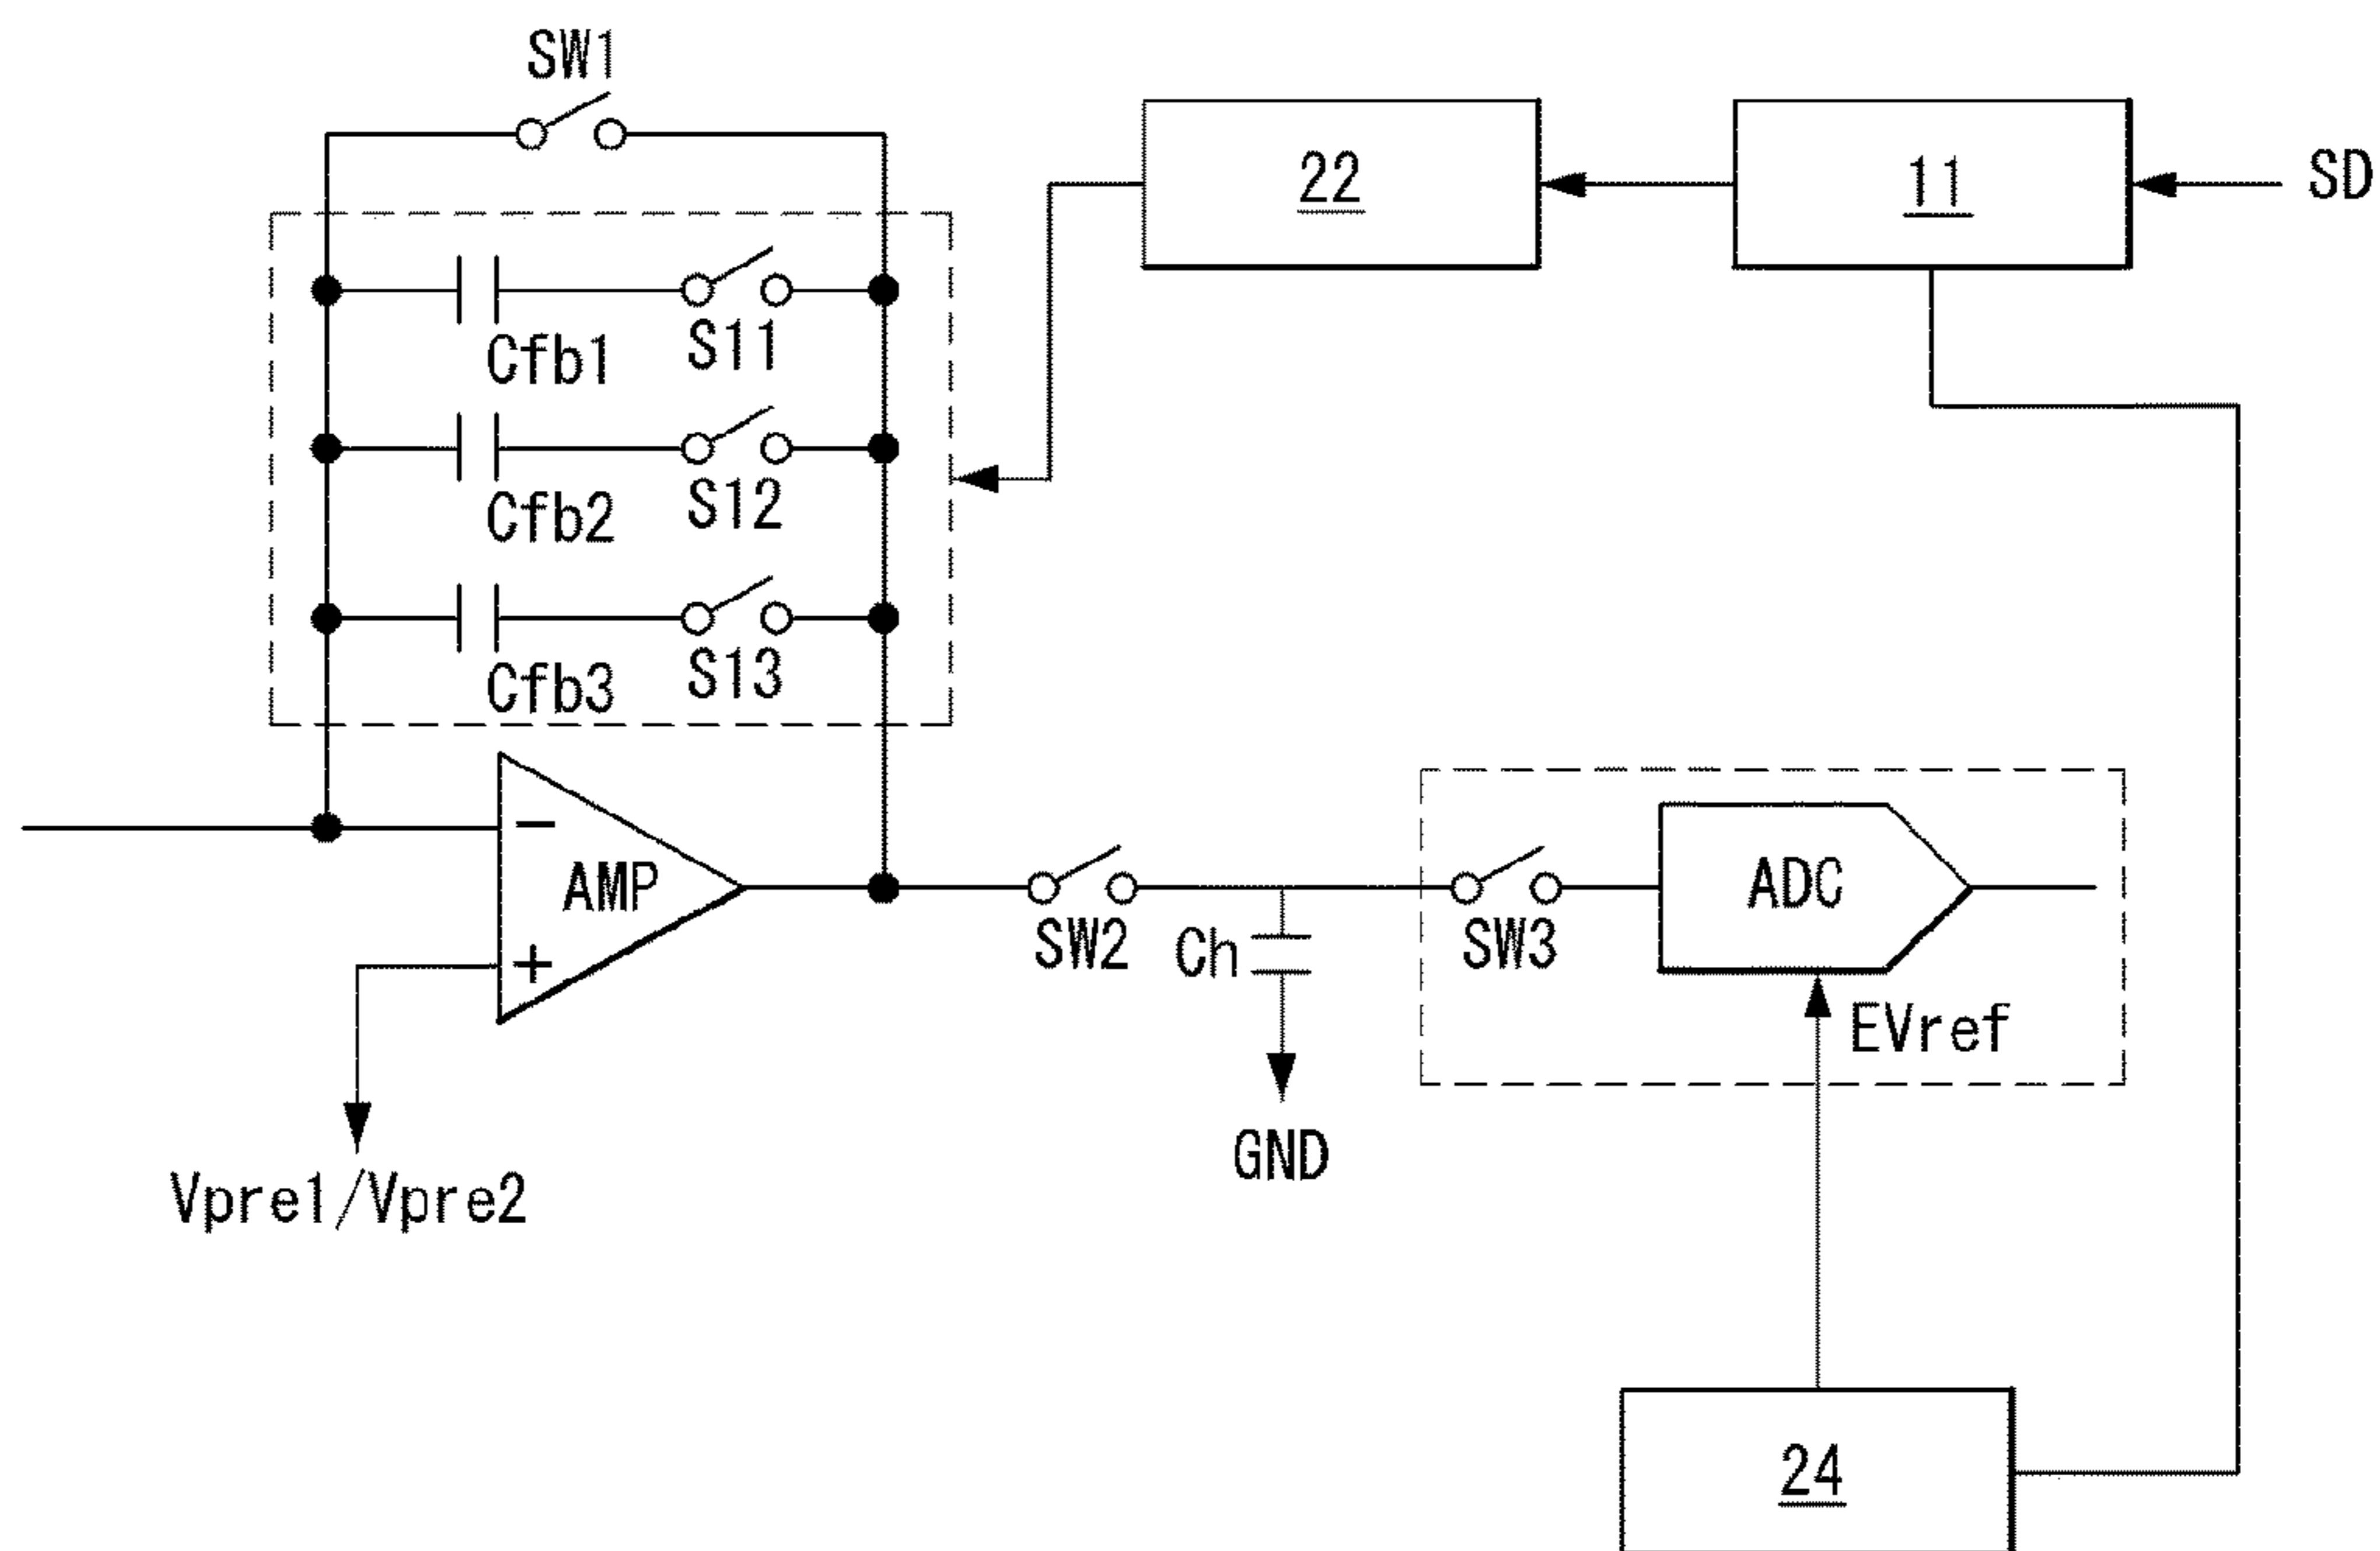 SW1
22
11
SD
Cfb1
S11
Cfb2
S12
Cfb3
S13
−
AMP
+
SW2
Ch
SW3
ADC
EVref
GND
Vpre1/Vpre2
24